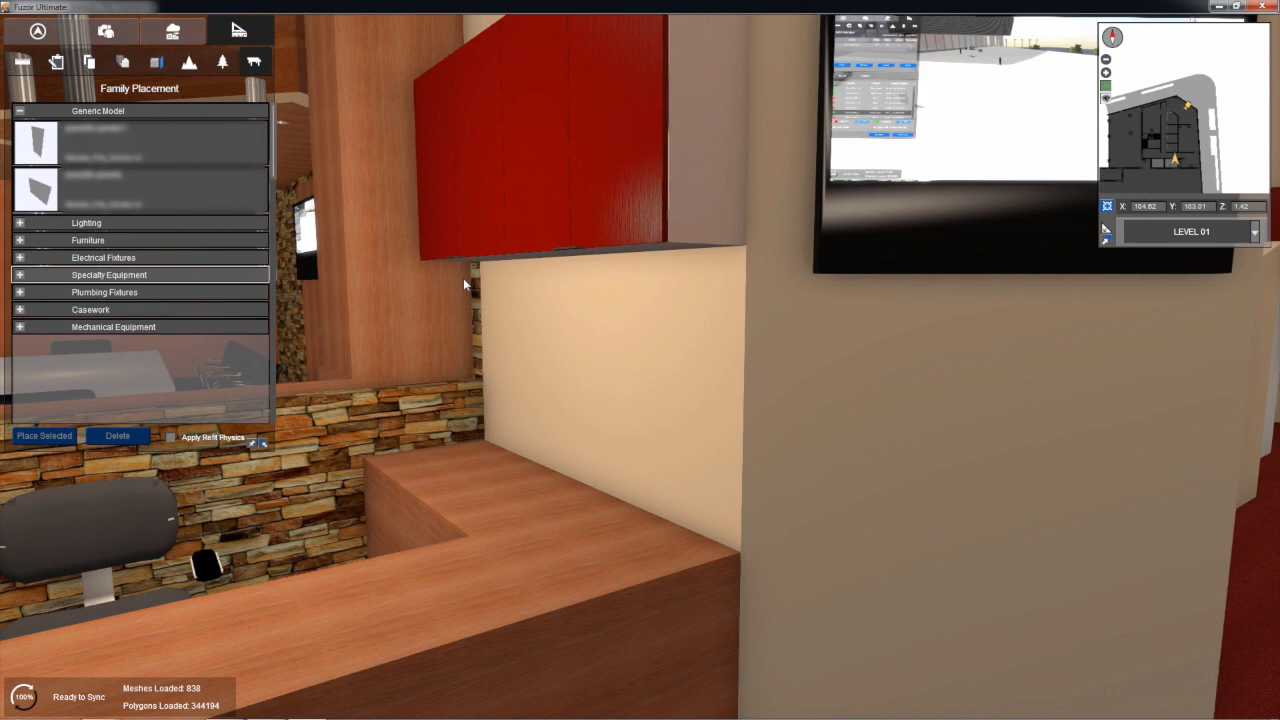 Fuzor Ultimate:
Family Placement
Generic Model
Lighting
Furniture
Electrical Fixtures
Specialty Equipment
Plumbing Fixtures
Casework
Mechanical Equipment
Place Selected
Delete
Apply Refit Physics
X: 104.62 Y: 103.01 Z: 1.42
LEVEL 01
100%
Ready to Sync
Meshes Loaded: 838
Polygons Loaded: 344194